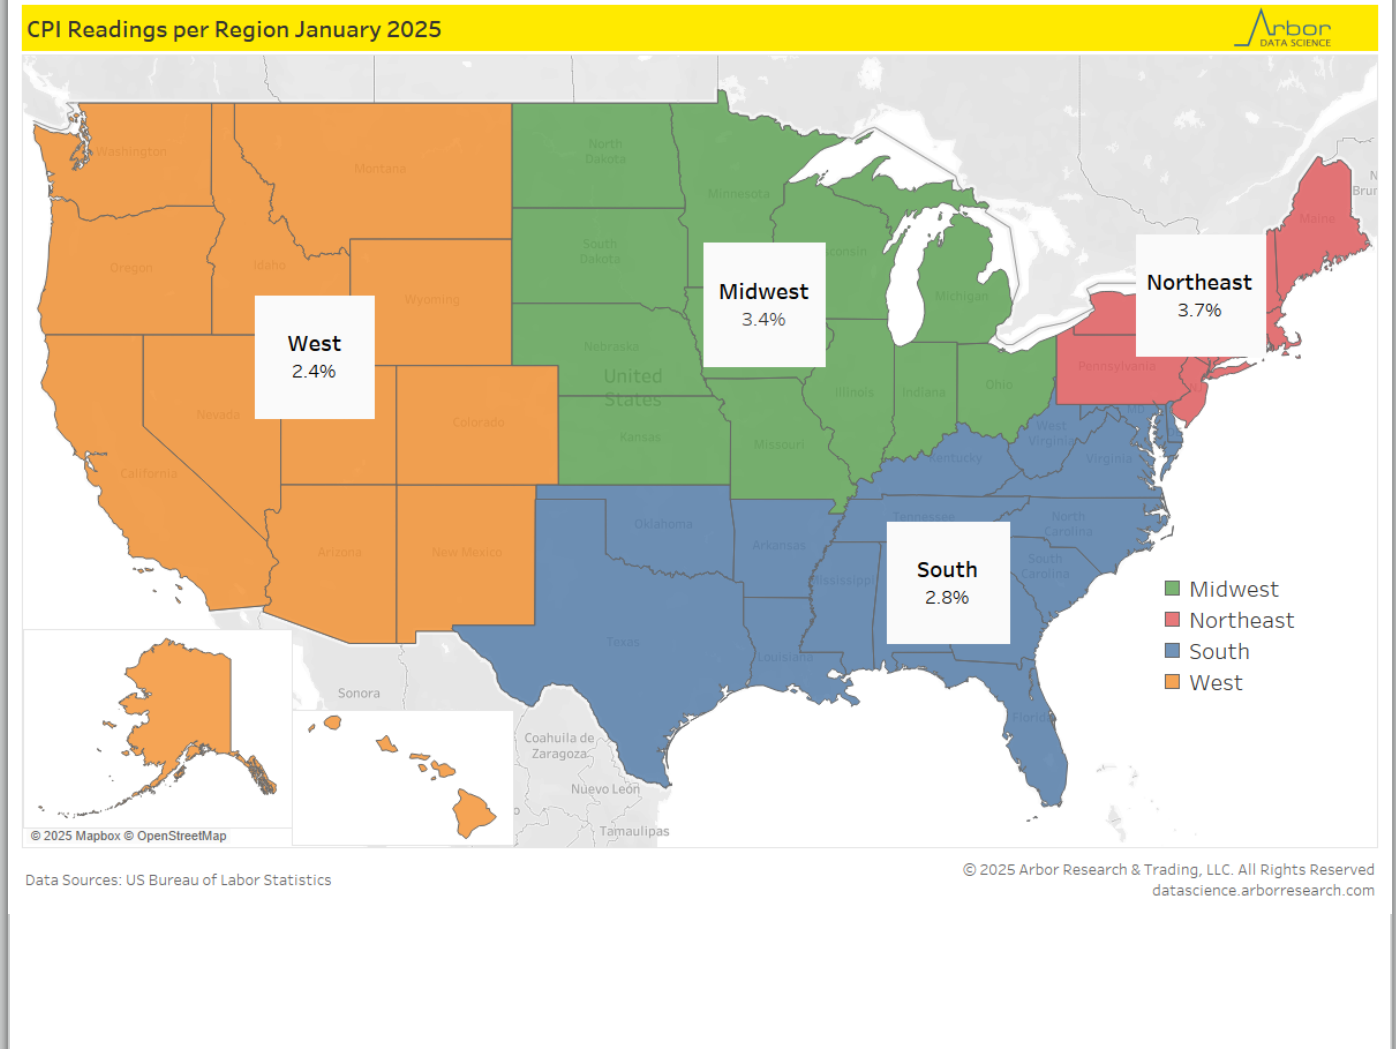 CPI Readings per Region January 2025
Arbor
DATA SCIENCE
Washington
Montana
North
Dakota
Minnesota
Oregon
Idaho
Wyoming
South
Dakota
consin
Michigan
Maine
N
Brun
Midwest
3.4%
Northeast
3.7%
West
2.4%
Nebraska
United
States
Nevada
Colorado
Kansas
Missouri
Illinois
Indiana
Ohio
Pennsylvania
MD
California
West
Virginia
Virginia
Kentucky
Arizona
New Mexico
Oklahoma
Arkansas
Tennessee
North
Carolina
South
Carolina
Mississippi
South
2.8%
Texas
Louisiana
Florida
Midwest
Northeast
South
West
Sonora
Coahuila de
Zaragoza
Nuevo León
Tamaulipas
© 2025 Mapbox © OpenStreetMap
Data Sources: US Bureau of Labor Statistics
© 2025 Arbor Research & Trading, LLC. All Rights Reserved
datascience.arborresearch.com